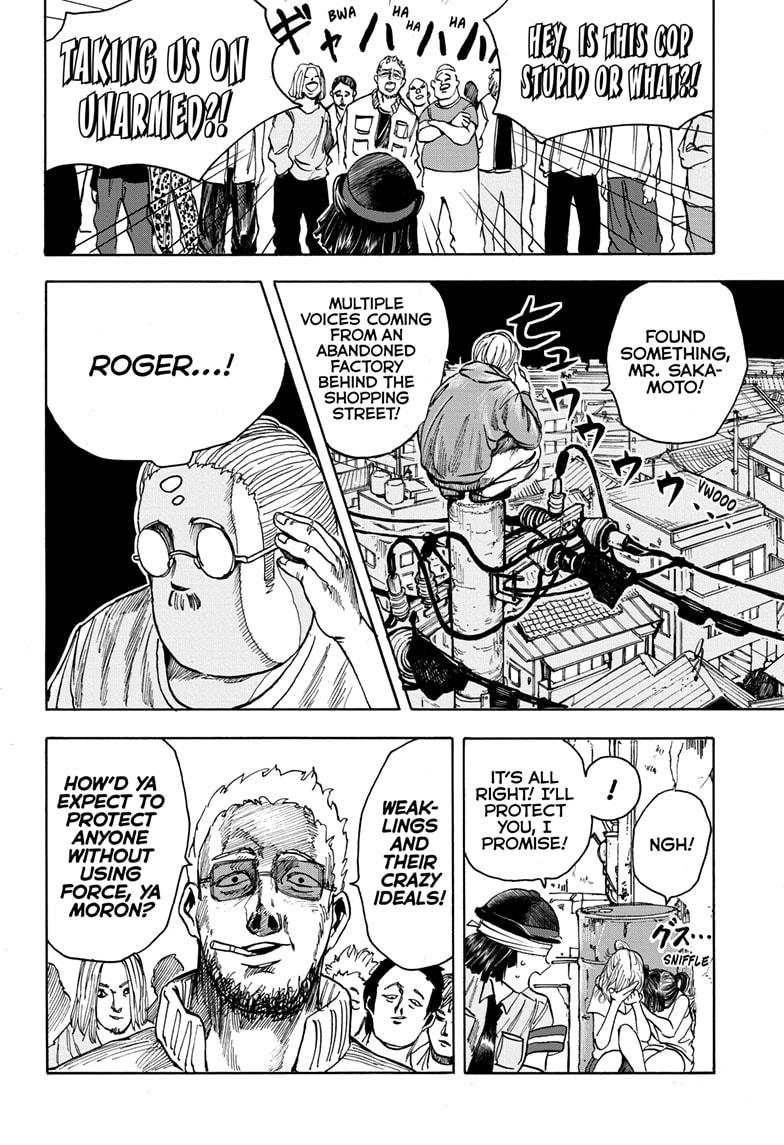 HEY, IS THIS COP
STUPID OR WHAT?!
BWA
HA
HA
HA
HA
ギャハハハハ
TAKING US ON
UNARMED?!
FOUND
SOMETHING,
MR. SAKA-
MOTO!
MULTIPLE
VOICES COMING
FROM AN
ABANDONED
FACTORY
BEHIND THE
SHOPPING
STREET!
ヒュウウウウ
VWOOO
ROGER...!
NGH!
!
IT'S ALL
RIGHT! I'LL
PROTECT
YOU, I
PROMISE!
グス…
SNIFFLE
WEAK-
LINGS
AND
THEIR
CRAZY
IDEALS!
HOW'D YA
EXPECT TO
PROTECT
ANYONE
WITHOUT
USING
FORCE, YA
MORON?